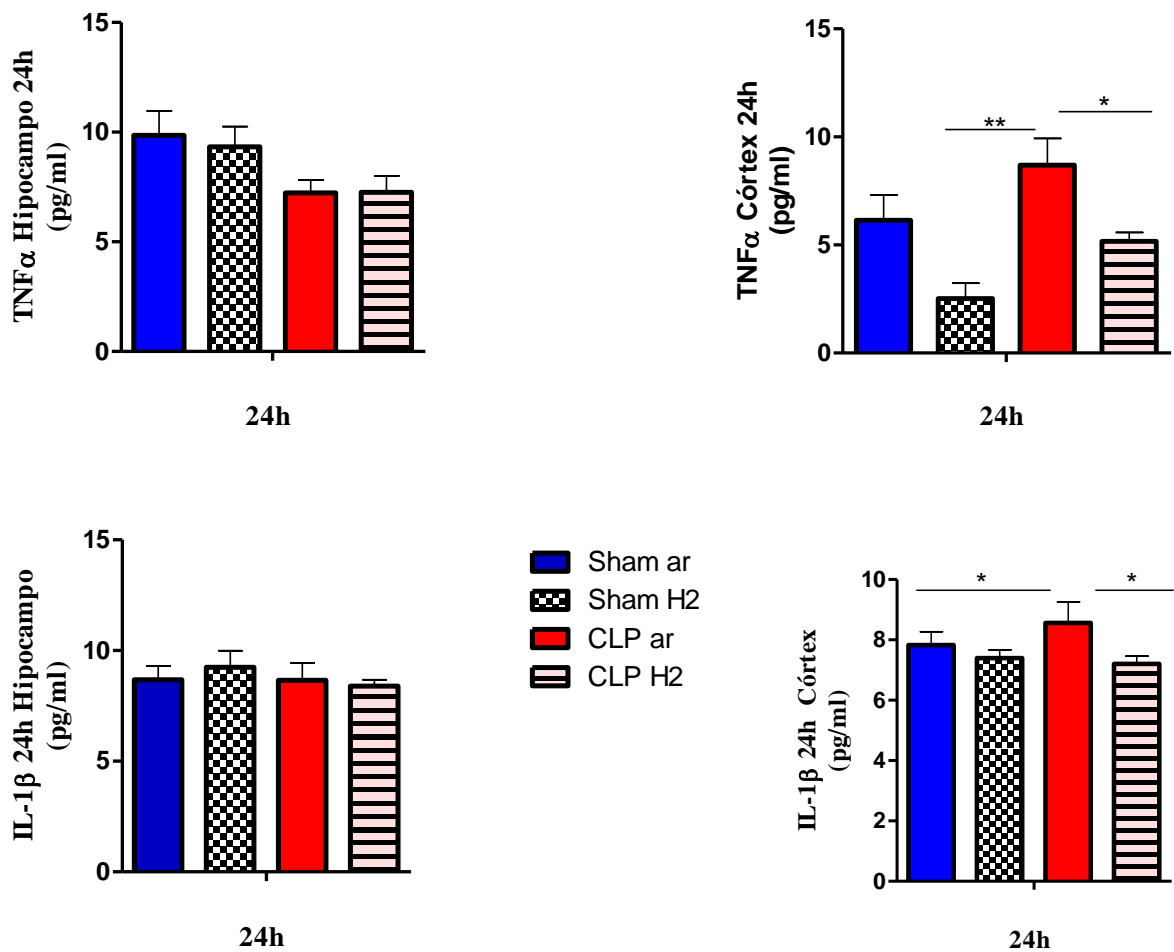 TNFα Hipocampo 24h
(pg/ml)
15
10
5
0
24h
TNFα Córtex 24h
(pg/ml)
15
10
5
0
**
*
24h
IL-1β 24h Hipocampo
(pg/ml)
15
10
5
0
24h
Sham ar
Sham H2
CLP ar
CLP H2
IL-1β 24h Córtex
(pg/ml)
10
8
6
4
2
0
*
*
24h